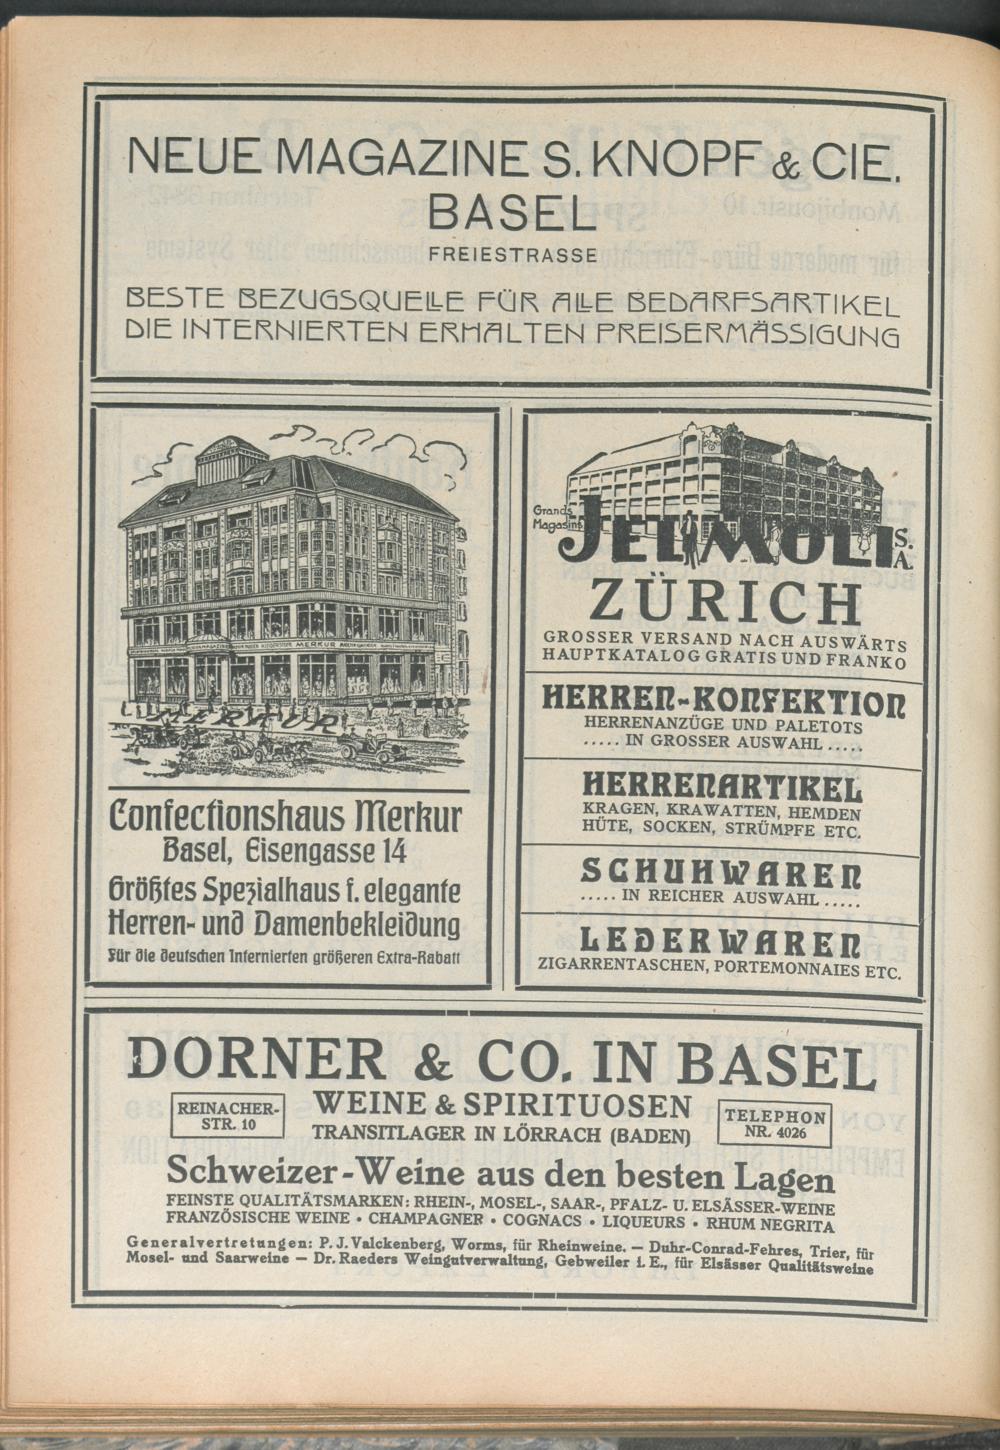 NEUE MAGAZINE S. KNOPF & CIE.
BASEL
FREIESTRASSE
BESTE BEZUGSQUELLE FÜR ALLE BEDARFSARTIKEL
DIE INTERNIERTEN ERHALTEN PREISERMÄSSIGUNG
MERKUR
MERKUR
Confectionshaus Merkur
Basel, Eisengasse 14
Größtes Spezialhaus f. elegante
Herren- und Damenbekleidung
Für die deutschen Internierten größeren Extra-Rabatt
Grands
Magasins
JELMOLI S.A.
ZÜRICH
GROSSER VERSAND NACH AUSWÄRTS
HAUPTKATALOG GRATIS UND FRANKO
HERREN-KONFEKTION
HERRENANZÜGE UND PALETOTS
..... IN GROSSER AUSWAHL .....
HERRENARTIKEL
KRAGEN, KRAWATTEN, HEMDEN
HÜTE, SOCKEN, STRÜMPFE ETC.
SCHUHWAREN
..... IN REICHER AUSWAHL .....
LEDERWAREN
ZIGARRENTASCHEN, PORTEMONNAIES ETC.
DORNER & CO. IN BASEL
REINACHER-
STR. 10
WEINE & SPIRITUOSEN
TRANSITLAGER IN LÖRRACH (BADEN)
TELEPHON
NR. 4026
Schweizer-Weine aus den besten Lagen
FEINSTE QUALITÄTSMARKEN: RHEIN-, MOSEL-, SAAR-, PFALZ- U. ELSÄSSER-WEINE
FRANZÖSISCHE WEINE • CHAMPAGNER • COGNACS • LIQUEURS • RHUM NEGRITA
Generalvertretungen: P. J. Valckenberg, Worms, für Rheinweine. — Duhr-Conrad-Fehres, Trier, für
Mosel- und Saarweine — Dr. Raeders Weingutverwaltung, Gebweiler i. E., für Elsässer Qualitätsweine